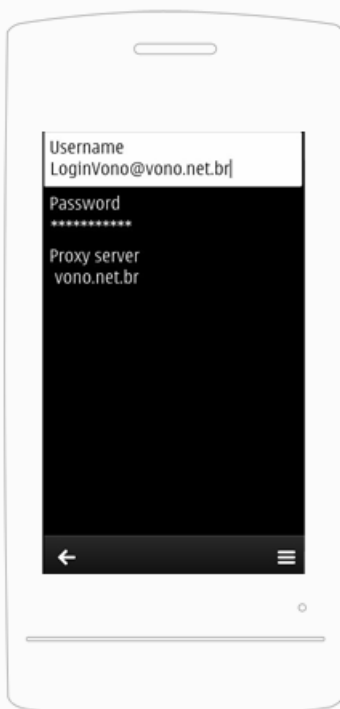 Username
LoginVono@vono.net.br
Password
***********
Proxy server
vono.net.br